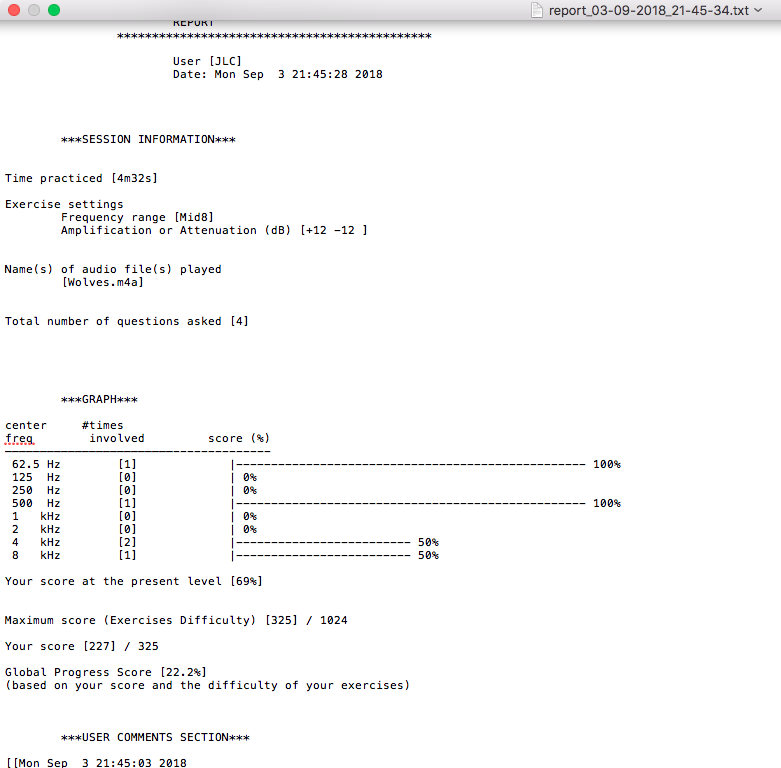 report_03-09-2018_21-45-34.txt
REPORT
*********************************************
User [JLC]
Date: Mon Sep  3 21:45:28 2018
***SESSION INFORMATION***
Time practiced [4m32s]
Exercise settings
Frequency range [Mid8]
Amplification or Attenuation (dB) [+12 -12 ]
Name(s) of audio file(s) played
[Wolves.m4a]
Total number of questions asked [4]
***GRAPH***
center     #times
freq        involved         score (%)
--------------------------------------
62.5 Hz        [1]             |-------------------------------------------------- 100%
125  Hz        [0]             | 0%
250  Hz        [0]             | 0%
500  Hz        [1]             |-------------------------------------------------- 100%
1   kHz        [0]             | 0%
2   kHz        [0]             | 0%
4   kHz        [2]             |------------------------- 50%
8   kHz        [1]             |------------------------- 50%
Your score at the present level [69%]
Maximum score (Exercises Difficulty) [325] / 1024
Your score [227] / 325
Global Progress Score [22.2%]
(based on your score and the difficulty of your exercises)
***USER COMMENTS SECTION***
[[Mon Sep  3 21:45:03 2018